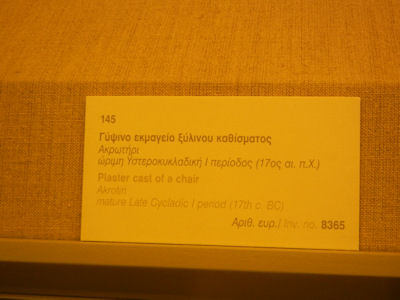 145
Γύψινο εκμαγείο ξύλινου καθίσματος
Ακρωτήρι
ώριμη Υστεροκυκλαδική Ι περίοδος (17ος αι. π.Χ.)
Plaster cast of a chair
Akrotiri
mature Late Cycladic I period (17th c. BC)
Αριθ. ευρ./ Inv. no. 8365